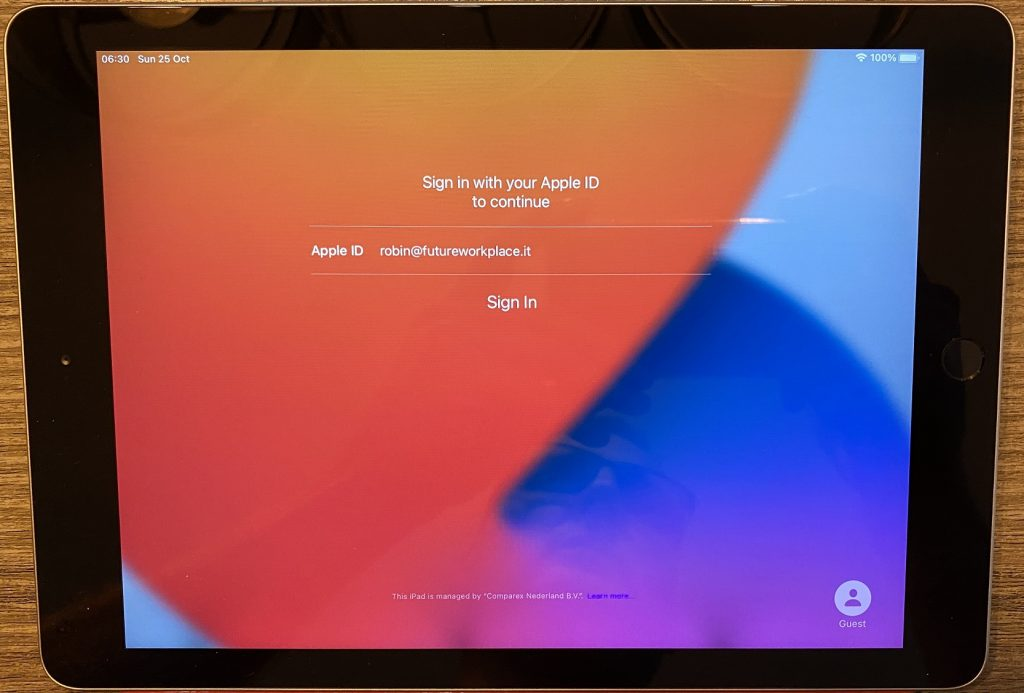 06:30 Sun 25 Oct 100%
Sign in with your Apple ID
to continue
Apple ID robin@futureworkplace.it
Sign In
This iPad is managed by "Comparex Nederland B.V.". Learn more...
Guest